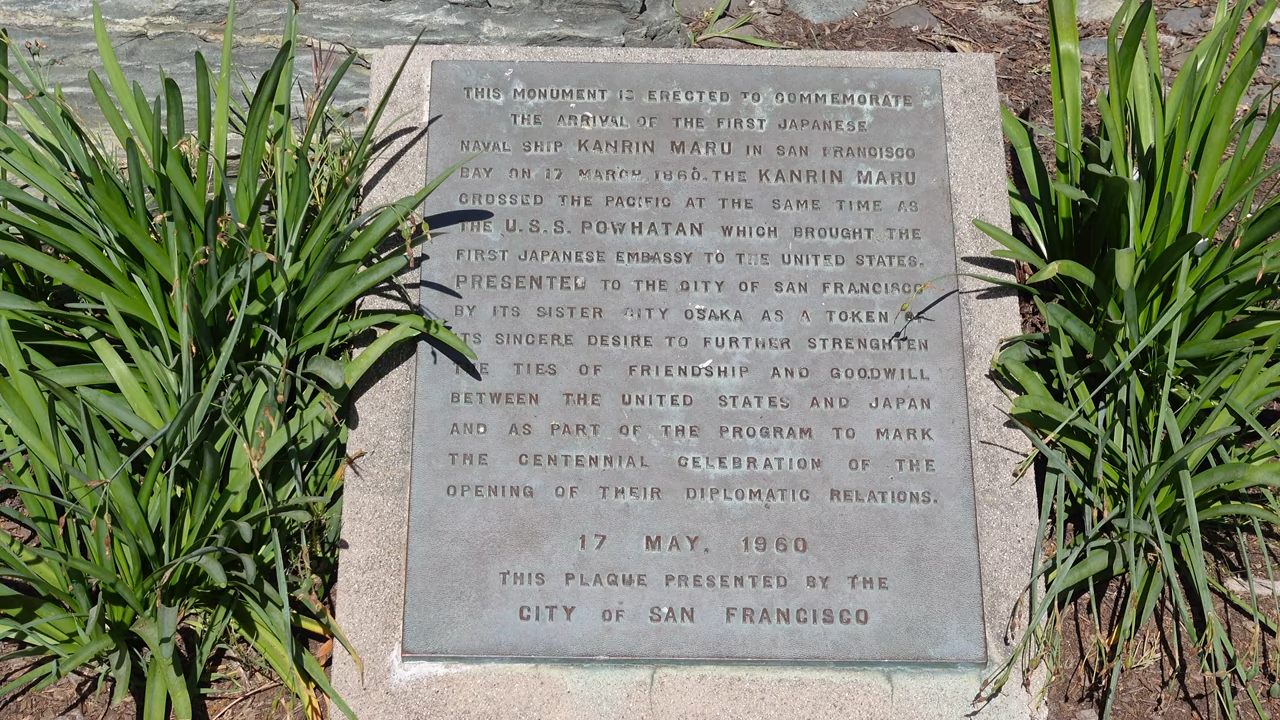 THIS MONUMENT IS ERECTED TO COMMEMORATE
THE ARRIVAL OF THE FIRST JAPANESE
NAVAL SHIP KANRIN MARU IN SAN FRANCISCO
BAY ON 17 MARCH, 1860. THE KANRIN MARU
CROSSED THE PACIFIC AT THE SAME TIME AS
THE U.S.S. POWHATAN WHICH BROUGHT THE
FIRST JAPANESE EMBASSY TO THE UNITED STATES.
PRESENTED TO THE CITY OF SAN FRANCISCO
BY ITS SISTER CITY OSAKA AS A TOKEN
ITS SINCERE DESIRE TO FURTHER STRENGHTEN
THE TIES OF FRIENDSHIP AND GOODWILL
BETWEEN THE UNITED STATES AND JAPAN
AND AS PART OF THE PROGRAM TO MARK
THE CENTENNIAL CELEBRATION OF THE
OPENING OF THEIR DIPLOMATIC RELATIONS.
17 MAY. 1960
THIS PLAQUE PRESENTED BY THE
CITY OF SAN FRANCISCO